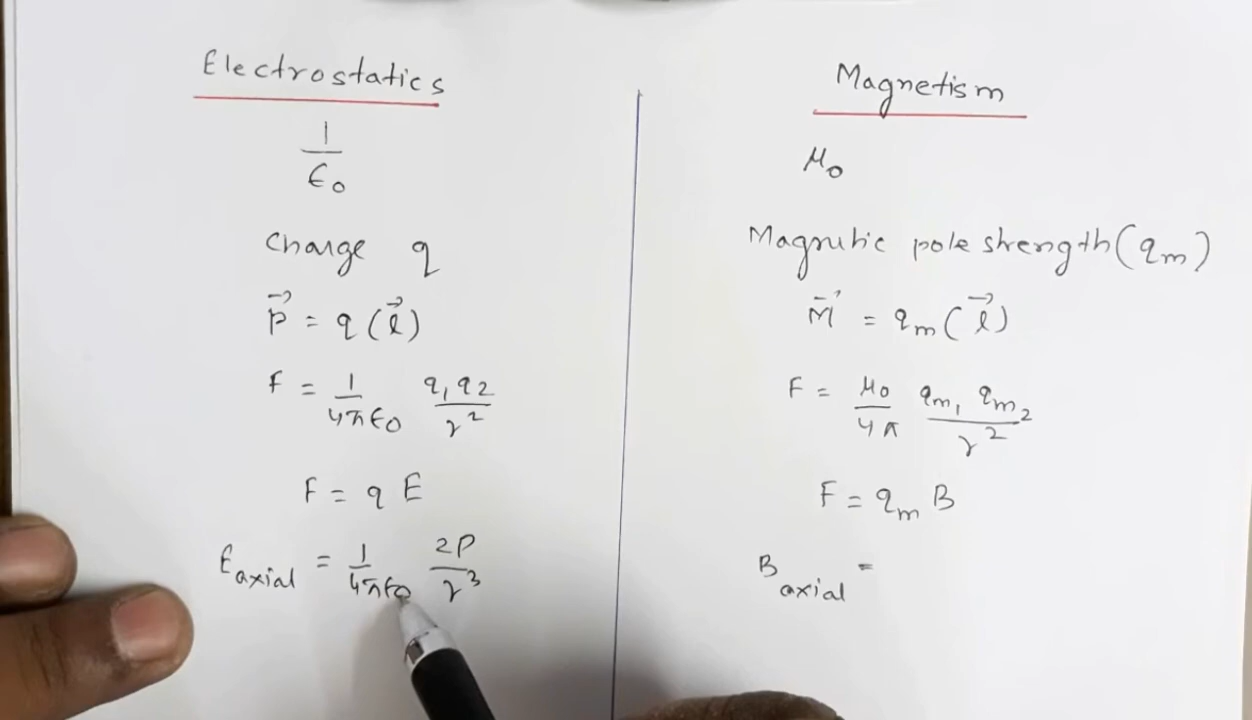 Electrostatics
1/ϵ₀
Charge q
p⃗ = q(l⃗)
F = 1/4πϵ₀ q₁q₂/r²
F = q E
E axial = 1/4πϵ₀ 2P/r³
Magnetism
μ₀
Magnetic pole strength (qm)
M⃗ = qm(l⃗)
F = μ₀/4π qm₁ qm₂/r²
F = qm B
B axial =